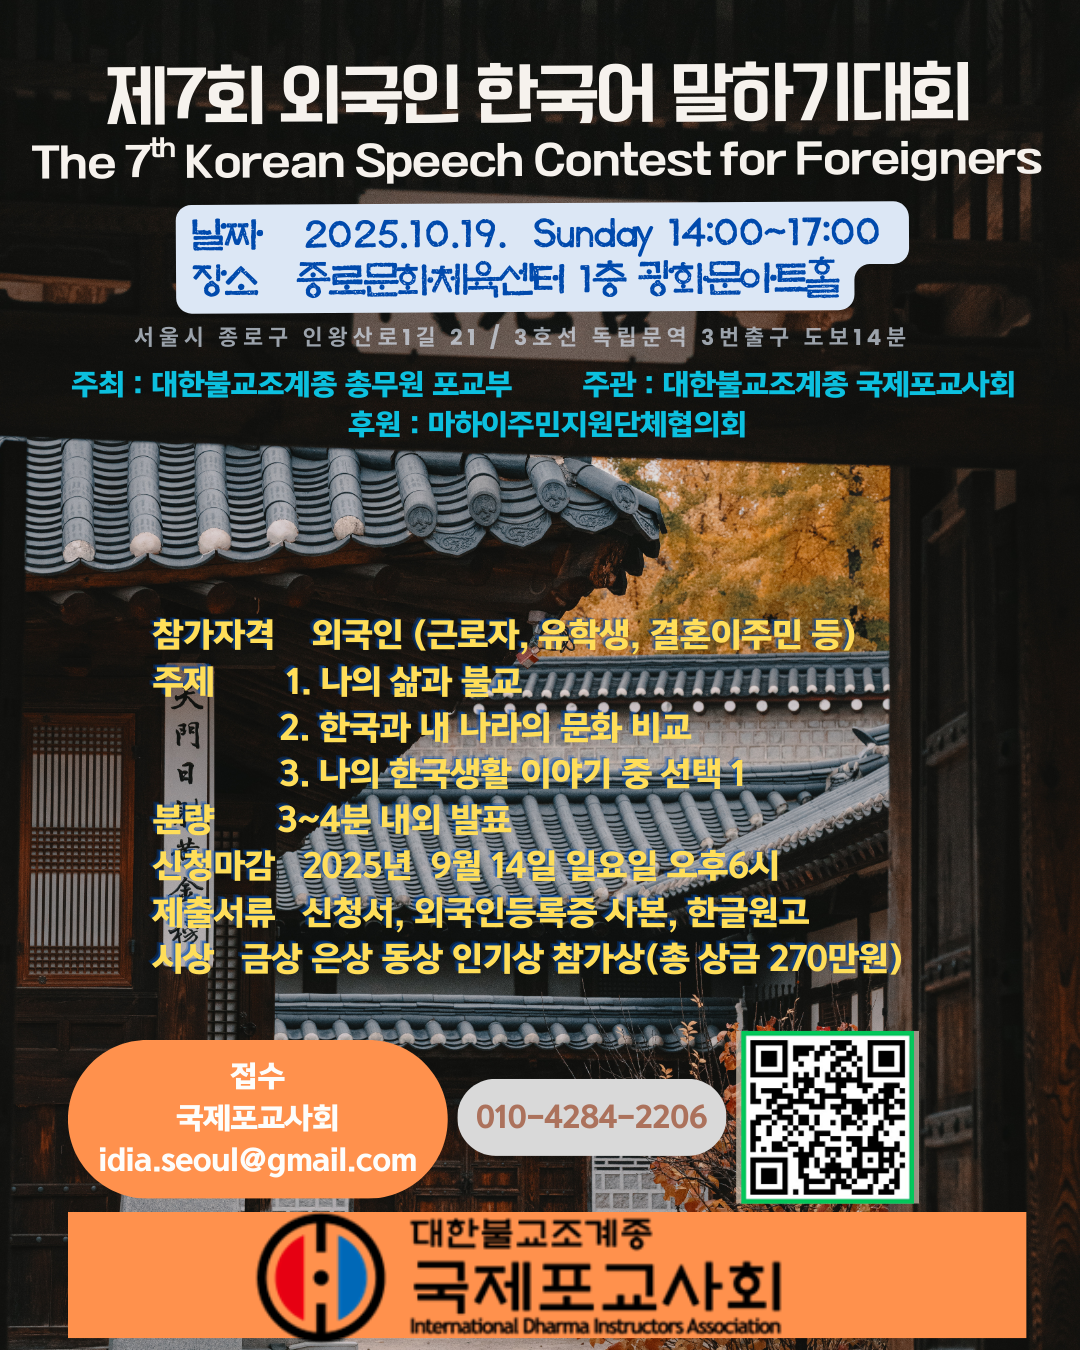 제7회 외국인 한국어 말하기대회
The 7th Korean Speech Contest for Foreigners
날짜 2025.10.19. Sunday 14:00~17:00
장소 종로문화체육센터 1층 광화문아트홀
서울시 종로구 인왕산로1길 21 / 3호선 독립문역 3번출구 도보14분
주최 : 대한불교조계종 총무원 포교부 주관 : 대한불교조계종 국제포교사회
후원 : 마하이주민지원단체협의회
참가자격 외국인 (근로자, 유학생, 결혼이주민 등)
주제 1. 나의 삶과 불교
2. 한국과 내 나라의 문화 비교
3. 나의 한국생활 이야기 중 선택 1
분량 3~4분 내외 발표
신청마감 2025년 9월 14일 일요일 오후6시
제출서류 신청서, 외국인등록증 사본, 한글원고
시상 금상 은상 동상 인기상 참가상(총 상금 270만원)
天門日黃金榜
접수
국제포교사회
idia.seoul@gmail.com
010-4284-2206
대한불교조계종
국제포교사회
International Dharma Instructors Association